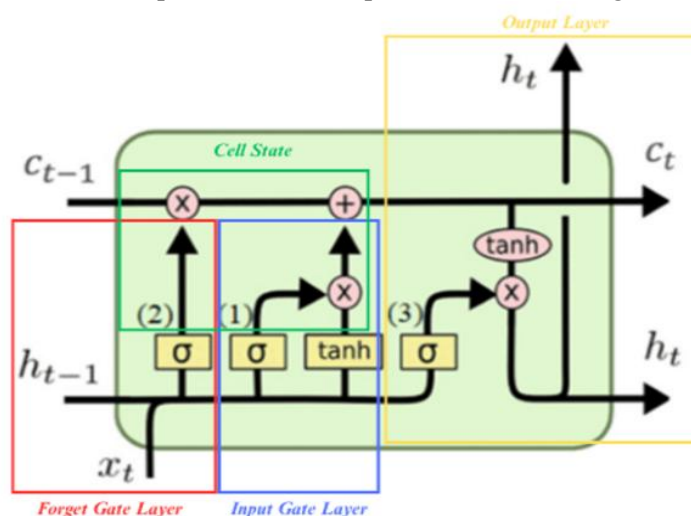 Output Layer
h_t
Cell State
c_{t-1}
c_t
x
+
tanh
x
x
(2)
(1)
(3)
σ
σ
tanh
σ
h_{t-1}
h_t
x_t
Forget Gate Layer
Input Gate Layer